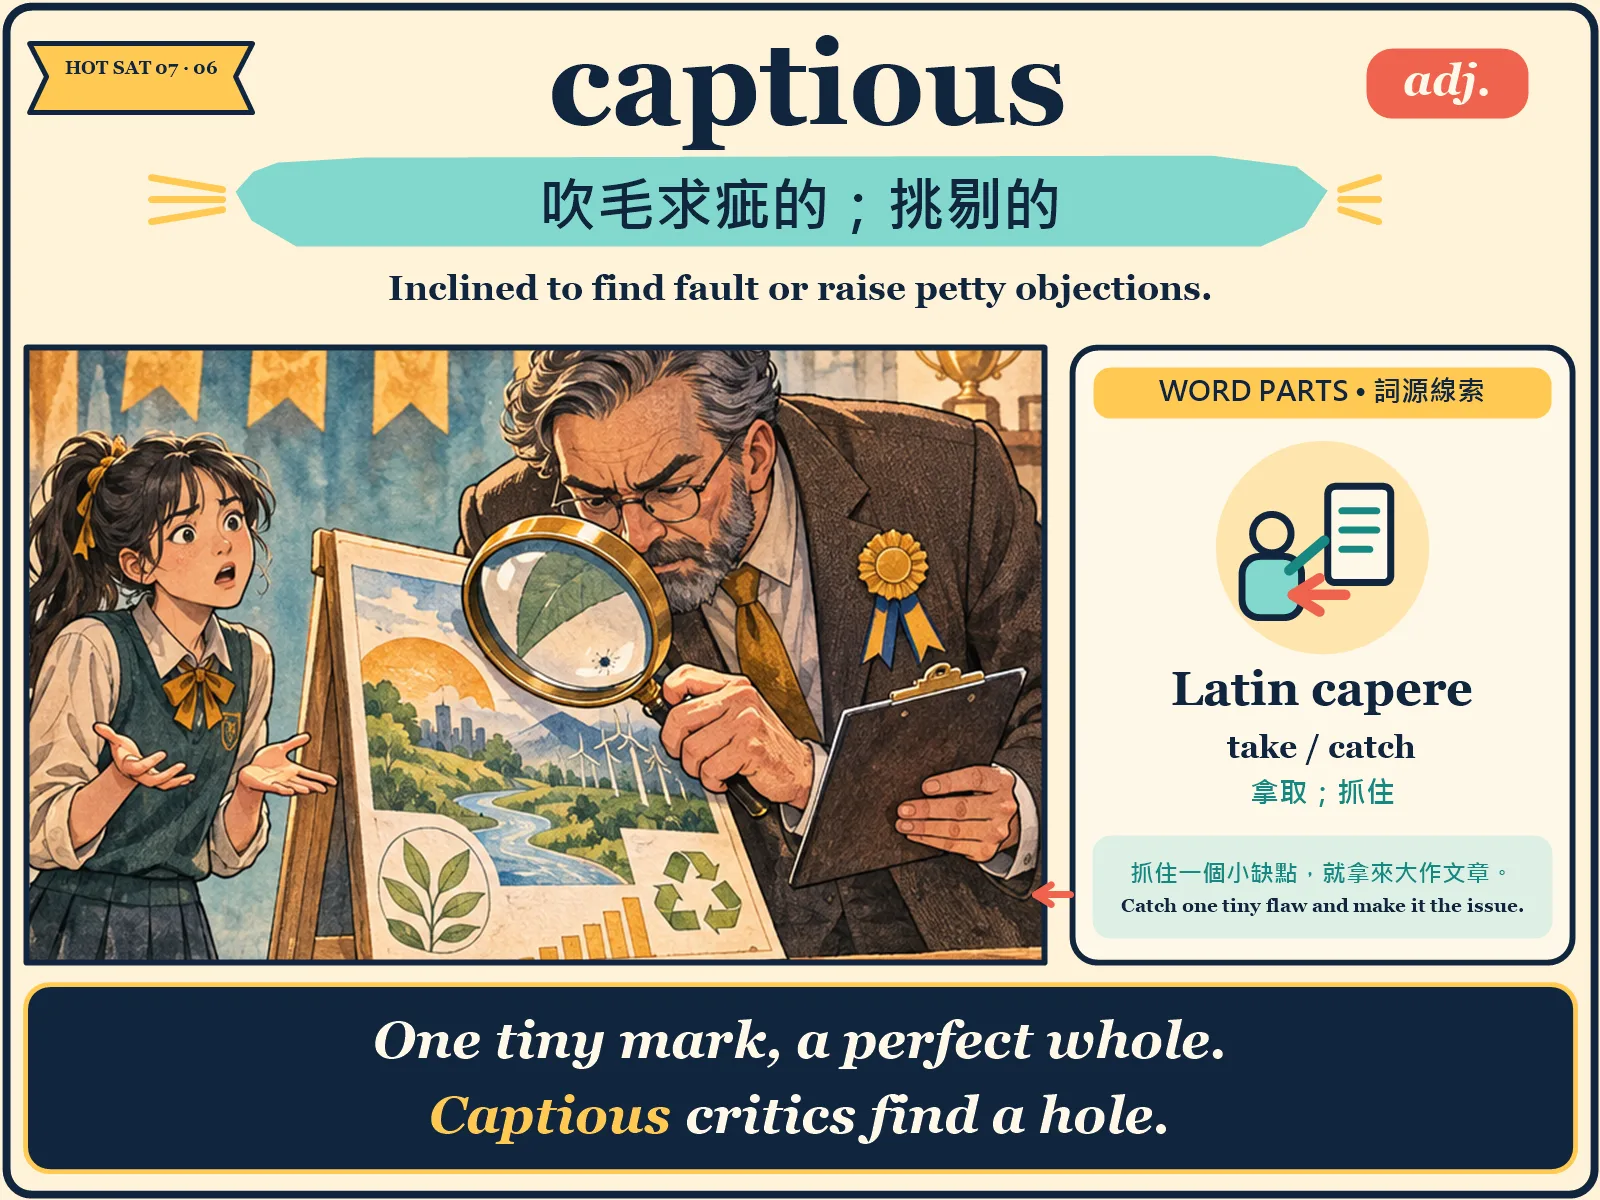 HOT SAT 07 · 06
captious
adj.
吹毛求疵的；挑剔的
Inclined to find fault or raise petty objections.
WORD PARTS • 詞源線索
Latin capere
take / catch
拿取；抓住
抓住一個小缺點，就拿來大作文章。
Catch one tiny flaw and make it the issue.
One tiny mark, a perfect whole.
Captious critics find a hole.